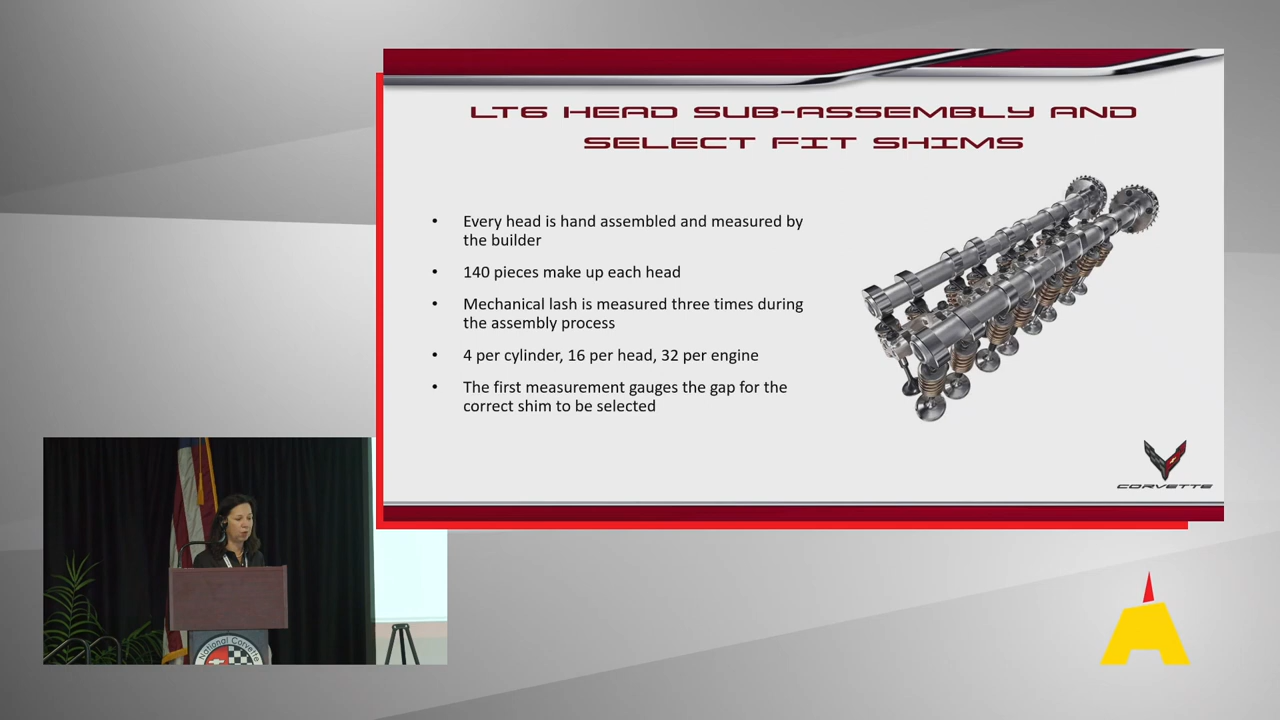 LT6 HEAD SUB-ASSEMBLY AND
SELECT FIT SHIMS
• Every head is hand assembled and measured by
the builder
• 140 pieces make up each head
• Mechanical lash is measured three times during
the assembly process
• 4 per cylinder, 16 per head, 32 per engine
• The first measurement gauges the gap for the
correct shim to be selected
CORVETTE
National Corvette